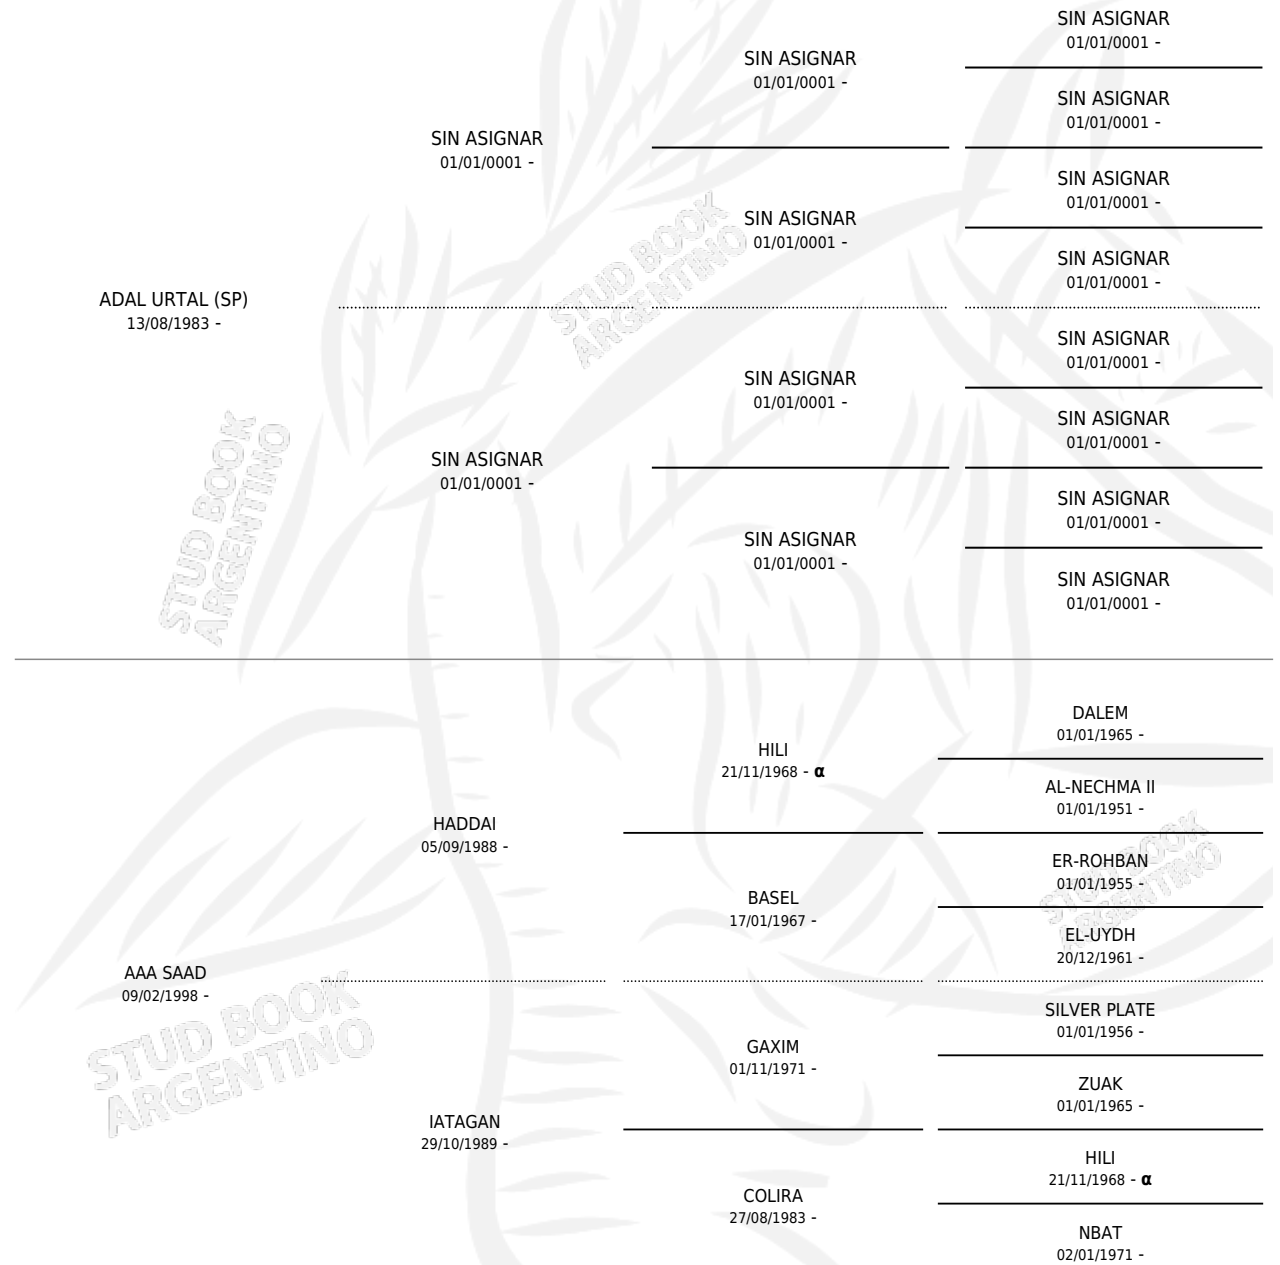 SIN ASIGNAR
01/01/0001 -
SIN ASIGNAR
01/01/0001 -
SIN ASIGNAR
01/01/0001 -
SIN ASIGNAR
01/01/0001 -
SIN ASIGNAR
01/01/0001 -
SIN ASIGNAR
01/01/0001 -
SIN ASIGNAR
01/01/0001 -
ADAL URTAL (SP)
13/08/1983 -
SIN ASIGNAR
01/01/0001 -
SIN ASIGNAR
01/01/0001 -
SIN ASIGNAR
01/01/0001 -
SIN ASIGNAR
01/01/0001 -
SIN ASIGNAR
01/01/0001 -
SIN ASIGNAR
01/01/0001 -
SIN ASIGNAR
01/01/0001 -
STUD BOOK
ARGENTINO
STUD BOOK
ARGENTINO
DALEM
01/01/1965 -
HILI
21/11/1968 - α
AL-NECHMA II
01/01/1951 -
HADDAI
05/09/1988 -
ER-ROHBAN
01/01/1955 -
BASEL
17/01/1967 -
EL-UYDH
20/12/1961 -
STUD BOOK
ARGENTINO
AAA SAAD
09/02/1998 -
SILVER PLATE
01/01/1956 -
GAXIM
01/11/1971 -
ZUAK
01/01/1965 -
IATAGAN
29/10/1989 -
HILI
21/11/1968 - α
COLIRA
27/08/1983 -
NBAT
02/01/1971 -
STUD BOOK
ARGENTINO